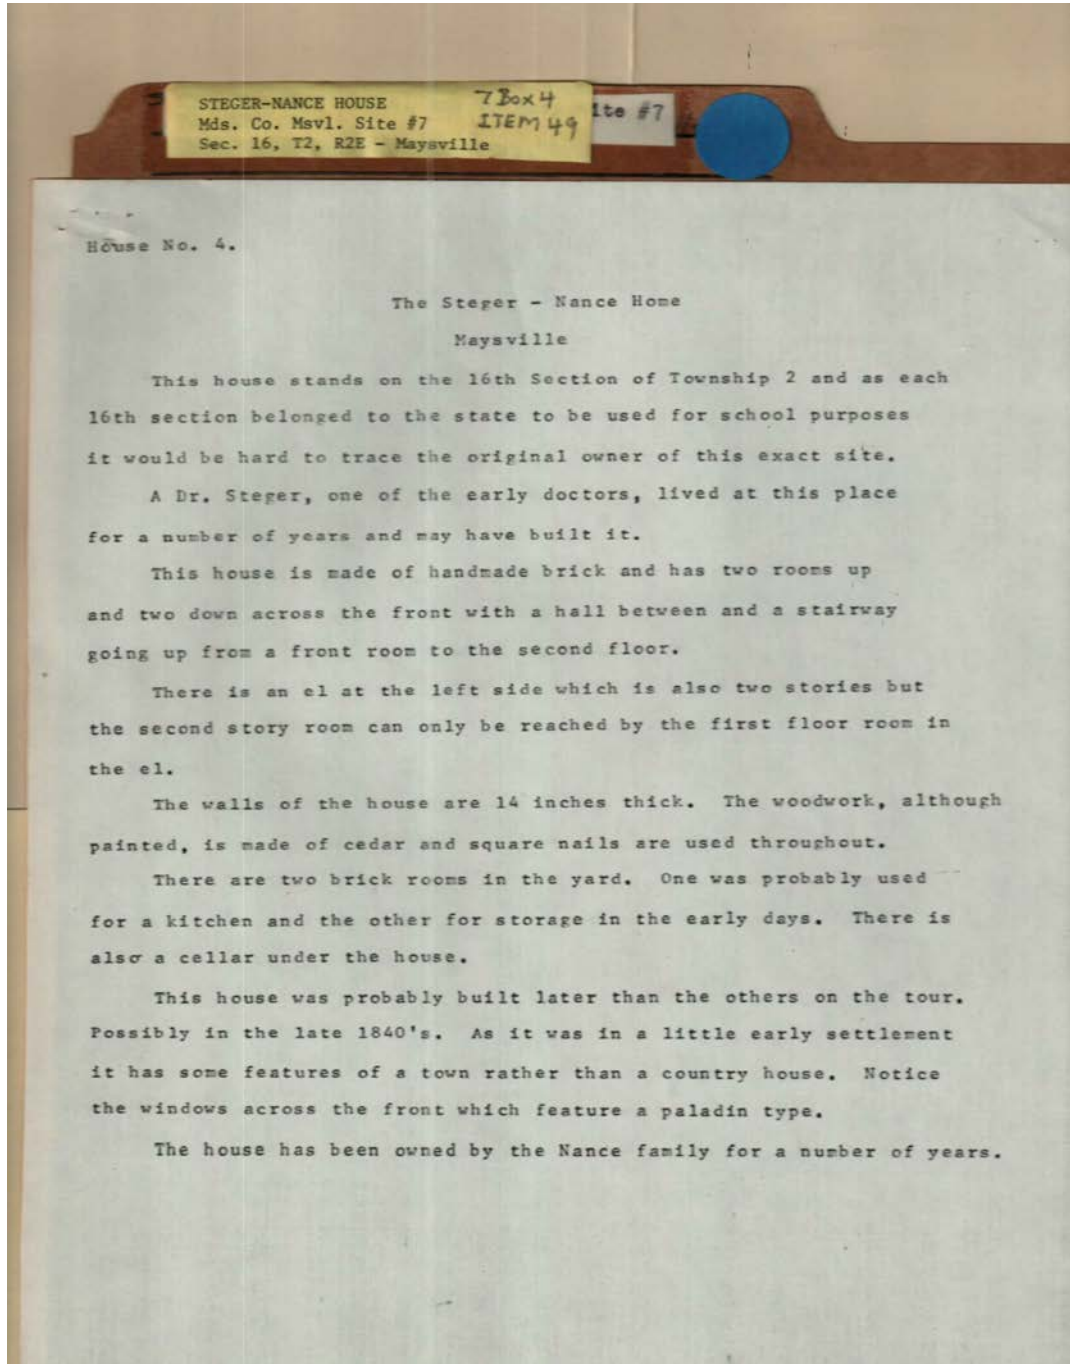 STEGER-NANCE HOUSE 7 Box 4
Mds. Co. Msvl. Site #7 ITEM 49
Sec. 16, T2, R2E - Maysville
ite #7
House No. 4.
The Steger - Nance Home
Maysville
This house stands on the 16th Section of Township 2 and as each
16th section belonged to the state to be used for school purposes
it would be hard to trace the original owner of this exact site.
A Dr. Steger, one of the early doctors, lived at this place
for a number of years and may have built it.
This house is made of handmade brick and has two rooms up
and two down across the front with a hall between and a stairway
going up from a front room to the second floor.
There is an el at the left side which is also two stories but
the second story room can only be reached by the first floor room in
the el.
The walls of the house are 14 inches thick. The woodwork, although
painted, is made of cedar and square nails are used throughout.
There are two brick rooms in the yard. One was probably used
for a kitchen and the other for storage in the early days. There is
also a cellar under the house.
This house was probably built later than the others on the tour.
Possibly in the late 1840's. As it was in a little early settlement
it has some features of a town rather than a country house. Notice
the windows across the front which feature a paladin type.
The house has been owned by the Nance family for a number of years.